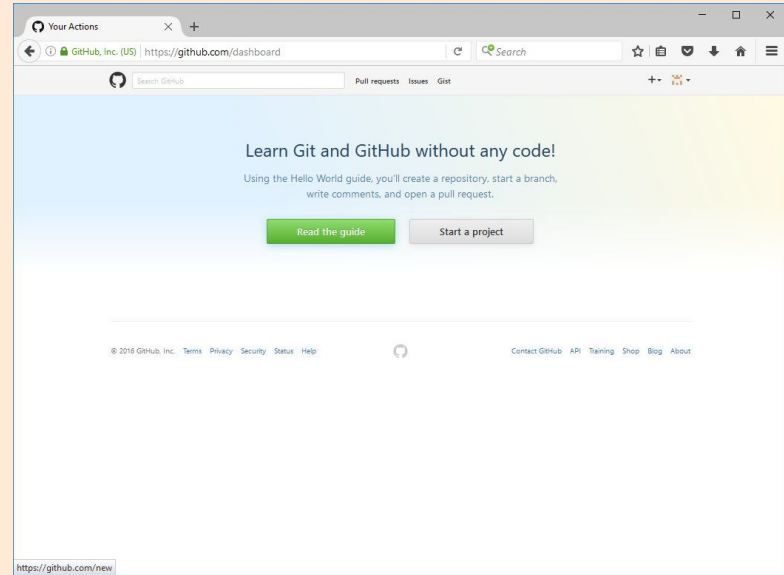 Your Actions
GitHub, Inc. (US) https://github.com/dashboard Search
Search GitHub Pull requests Issues Gist
Learn Git and GitHub without any code!
Using the Hello World guide, you'll create a repository, start a branch,
write comments, and open a pull request.
Read the guide Start a project
© 2016 GitHub, Inc. Terms Privacy Security Status Help Contact GitHub API Training Shop Blog About
https://github.com/new